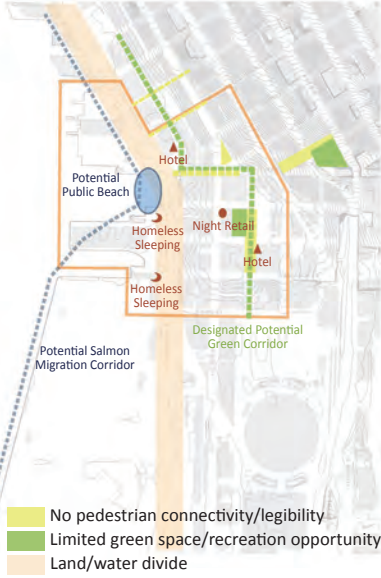 Hotel
Potential
Public Beach
Homeless
Sleeping
Night Retail
Hotel
Homeless
Sleeping
Designated Potential
Green Corridor
Potential Salmon
Migration Corridor
No pedestrian connectivity/legibility
Limited green space/recreation opportunity
Land/water divide